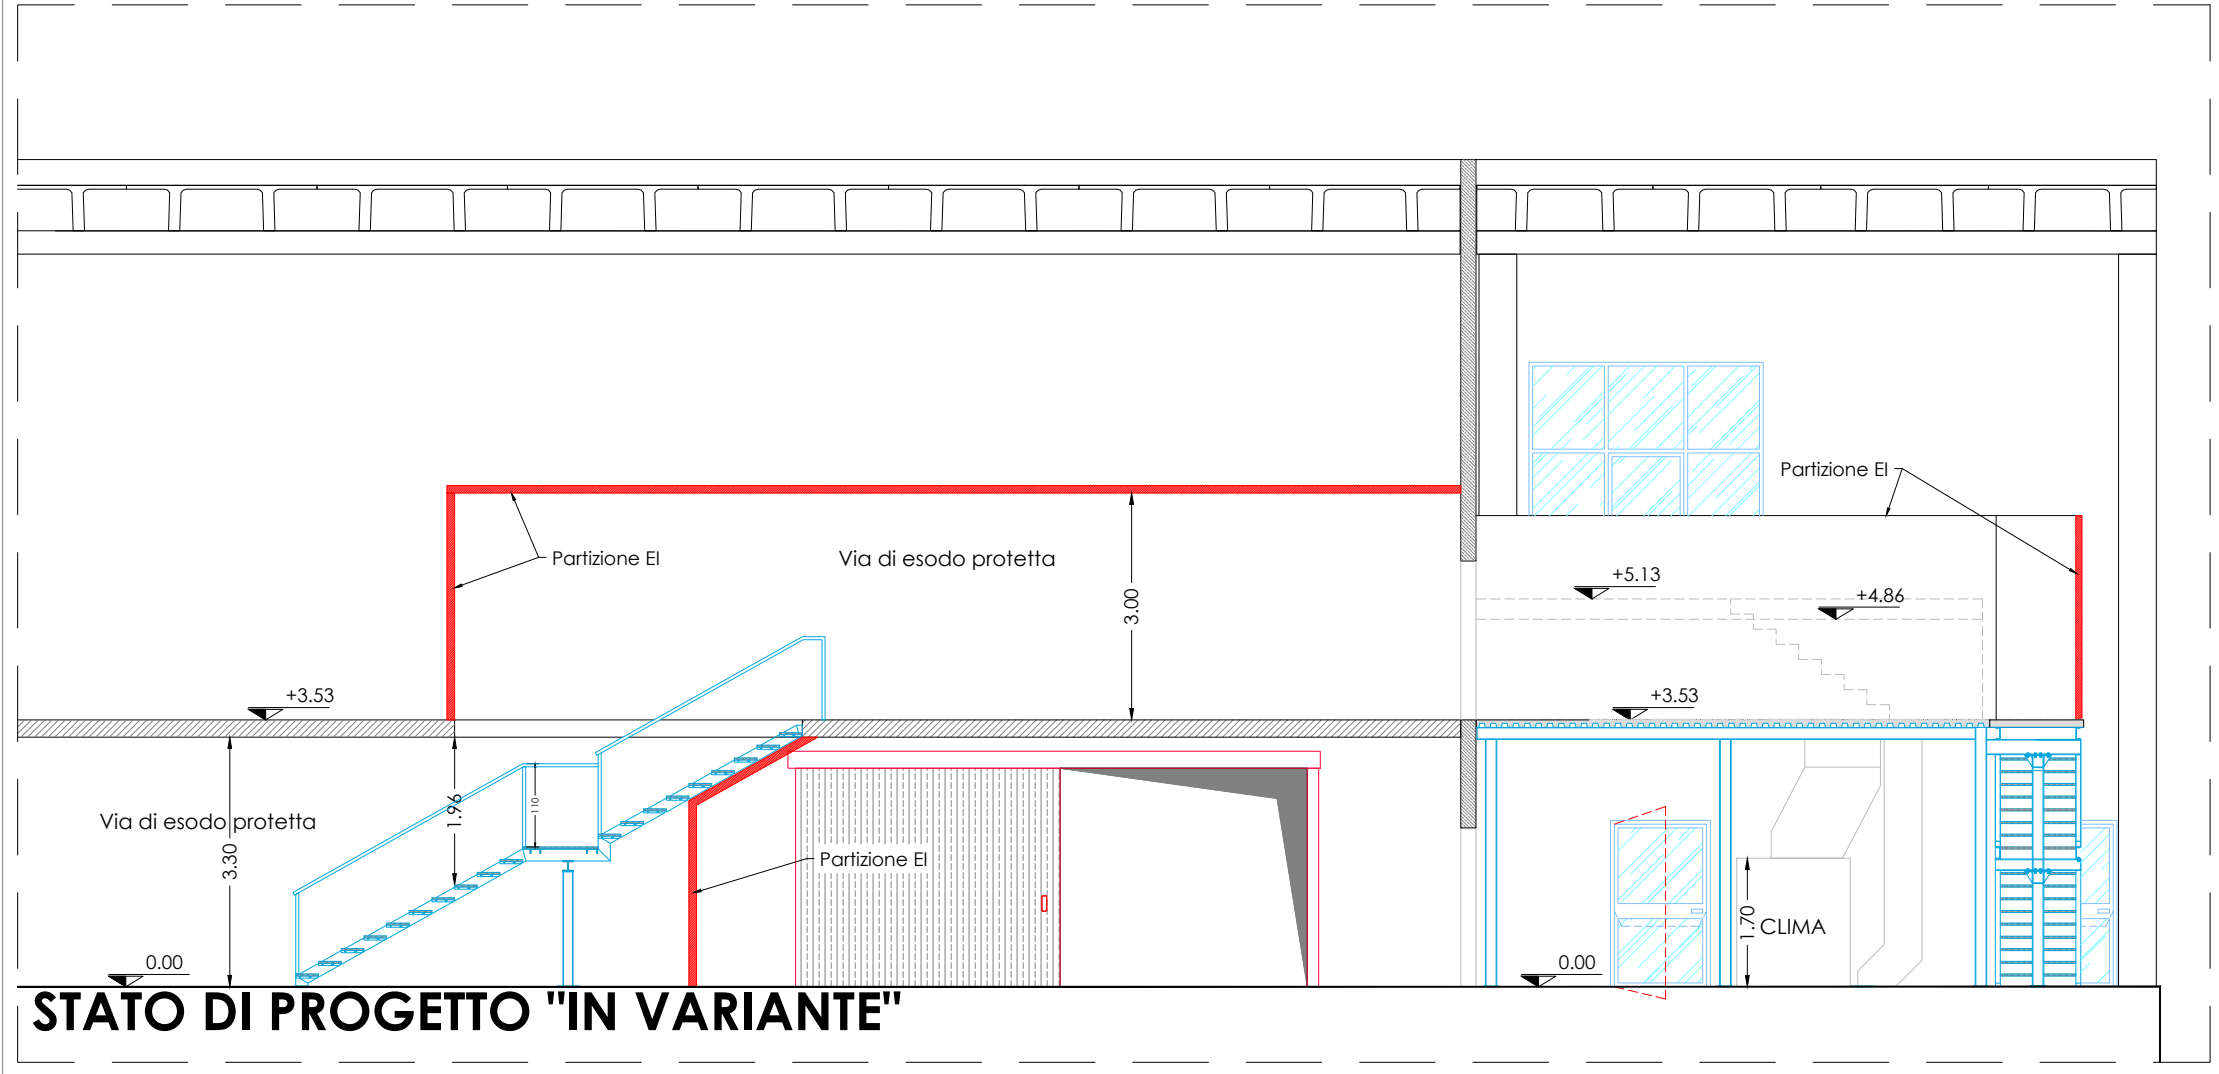 Partizione EI
Partizione EI
Via di esodo protetta
+5.13
+4.86
3.00
+3.53
+3.53
1.96
110
Via di esodo protetta
3.30
Partizione EI
1.70
CLIMA
0.00
0.00
STATO DI PROGETTO "IN VARIANTE"